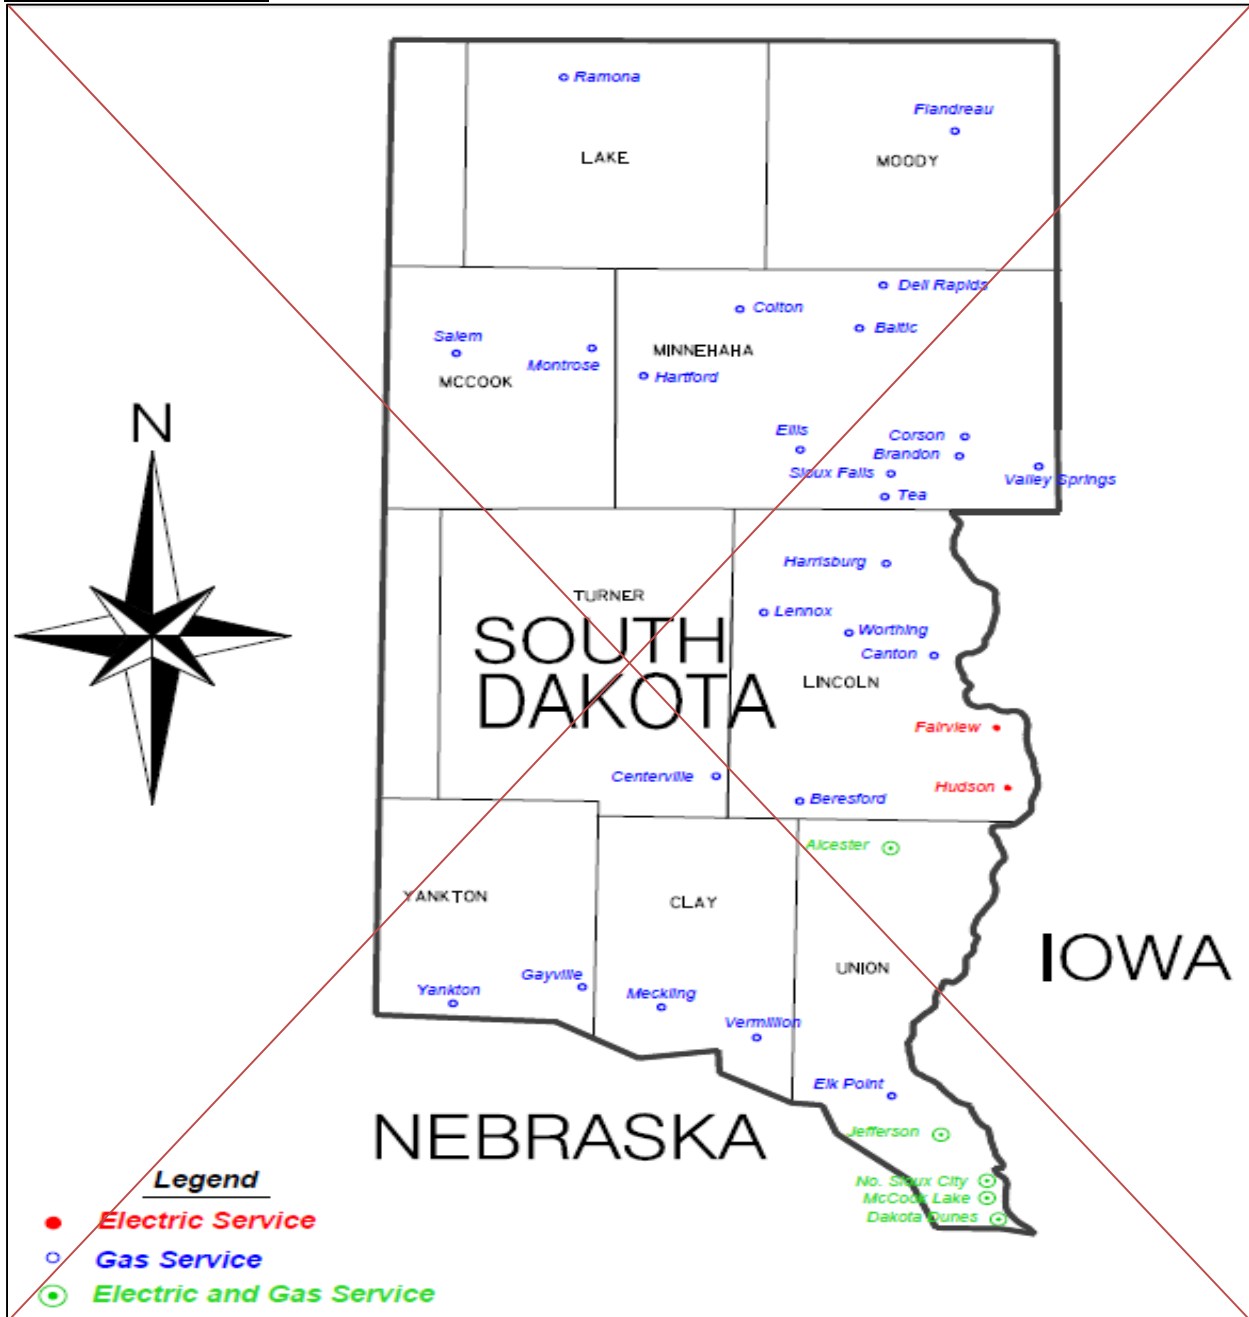 Ramona
Flandreau
LAKE
MOODY
Dell Rapids
Colton
Baltic
Salem
MINNEHAHA
Montrose
MCCOOK
Hartford
N
Ellis
Corson
Brandon
Sioux Falls
Valley Springs
Tea
Harrisburg
TURNER
Lennox
SOUTH
DAKOTA
Worthing
Canton
LINCOLN
Fairview
Centerville
Hudson
Beresford
Alcester
YANKTON
CLAY
IOWA
UNION
Gayville
Yankton
Meckling
Vermillion
Elk Point
NEBRASKA
Jefferson
No. Sioux City
McCook Lake
Dakota Dunes
Legend
Electric Service
Gas Service
Electric and Gas Service